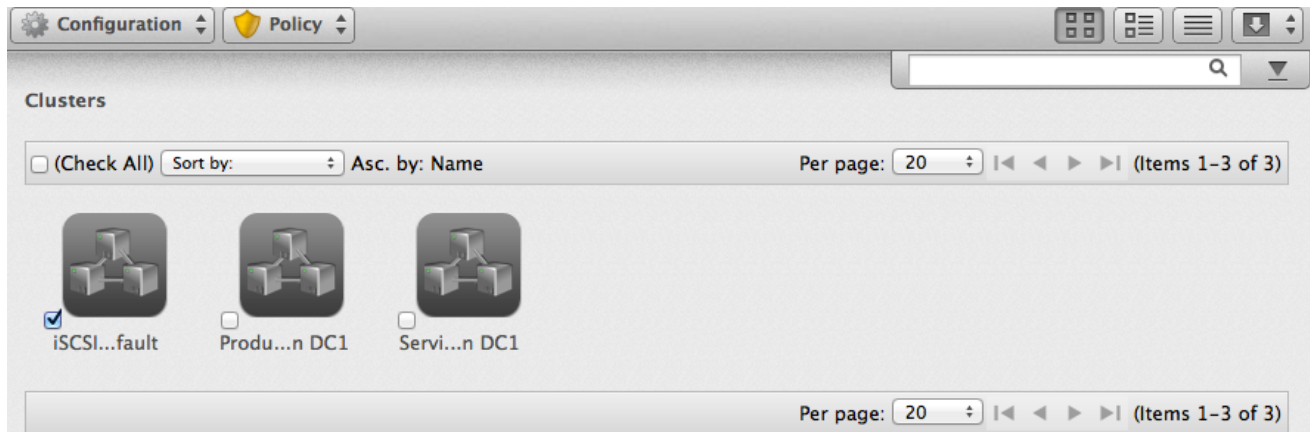 Configuration Policy
Clusters
(Check All) Sort by: Asc. by: Name Per page: 20 (Items 1-3 of 3)
iSCSI...fault Produ...n DC1 Servi...n DC1
Per page: 20 (Items 1-3 of 3)